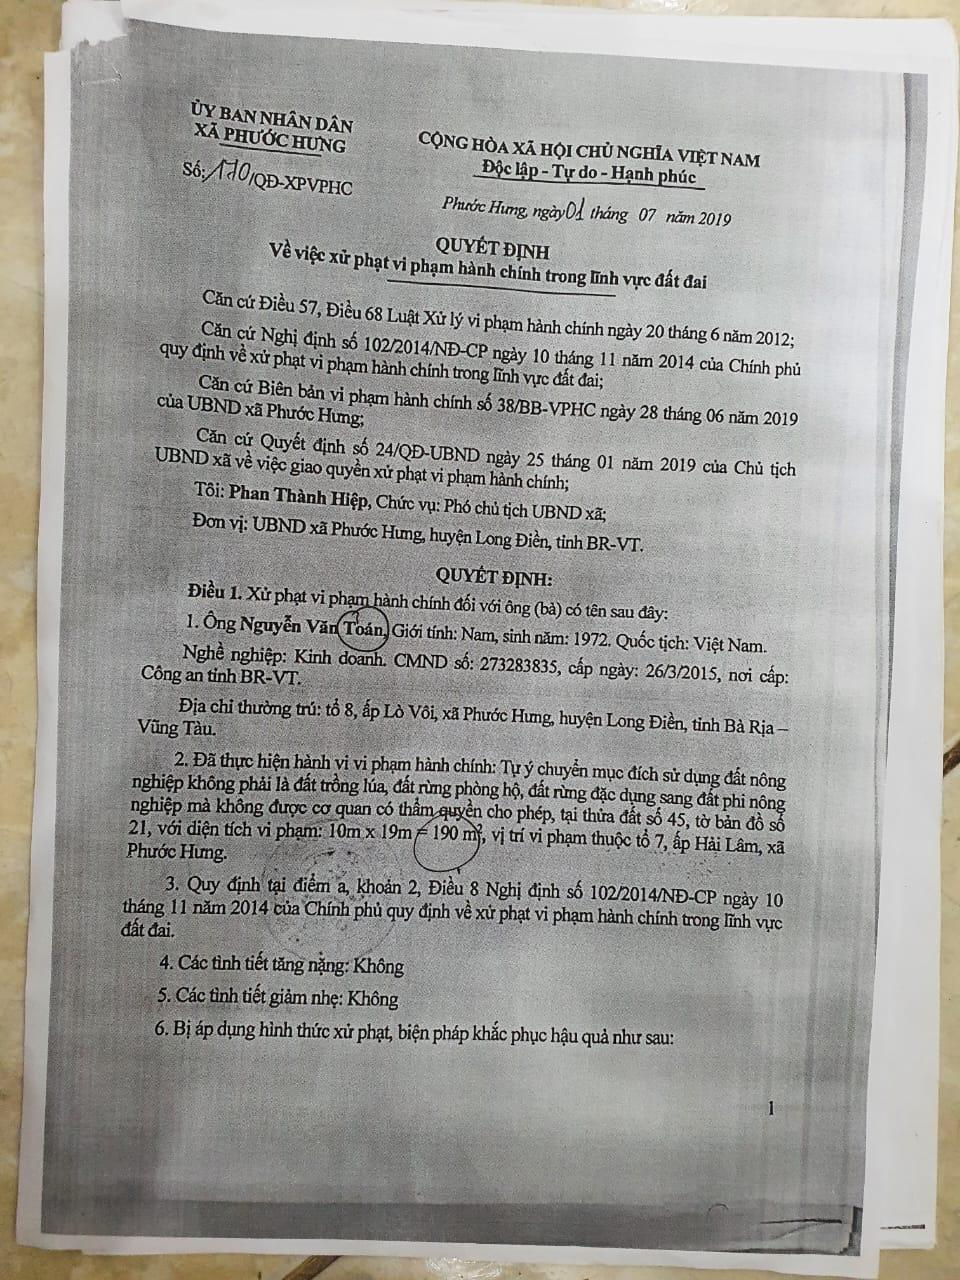 ỦY BAN NHÂN DÂN
XÃ PHƯỚC HƯNG
Số: 170/QĐ-XPVPHC
CỘNG HÒA XÃ HỘI CHỦ NGHĨA VIỆT NAM
Độc lập - Tự do - Hạnh phúc
Phước Hưng, ngày 01 tháng 07 năm 2019
QUYẾT ĐỊNH
Về việc xử phạt vi phạm hành chính trong lĩnh vực đất đai
Căn cứ Điều 57, Điều 68 Luật Xử lý vi phạm hành chính ngày 20 tháng 6 năm 2012;
Căn cứ Nghị định số 102/2014/NĐ-CP ngày 10 tháng 11 năm 2014 của Chính phủ
quy định về xử phạt vi phạm hành chính trong lĩnh vực đất đai;
Căn cứ Biên bản vi phạm hành chính số 38/BB-VPHC ngày 28 tháng 06 năm 2019
của UBND xã Phước Hưng;
Căn cứ Quyết định số 24/QĐ-UBND ngày 25 tháng 01 năm 2019 của Chủ tịch
UBND xã về việc giao quyền xử phạt vi phạm hành chính;
Tôi: Phan Thành Hiệp, Chức vụ: Phó chủ tịch UBND xã;
Đơn vị: UBND xã Phước Hưng, huyện Long Điền, tỉnh BR-VT.
QUYẾT ĐỊNH:
Điều 1. Xử phạt vi phạm hành chính đối với ông (bà) có tên sau đây:
1. Ông Nguyễn Văn Toán, Giới tính: Nam, sinh năm: 1972. Quốc tịch: Việt Nam.
Nghề nghiệp: Kinh doanh. CMND số: 273283835, cấp ngày: 26/3/2015, nơi cấp:
Công an tỉnh BR-VT.
Địa chỉ thường trú: tổ 8, ấp Lò Vôi, xã Phước Hưng, huyện Long Điền, tỉnh Bà Rịa –
Vũng Tàu.
2. Đã thực hiện hành vi vi phạm hành chính: Tự ý chuyển mục đích sử dụng đất nông
nghiệp không phải là đất trồng lúa, đất rừng phòng hộ, đất rừng đặc dụng sang đất phi nông
nghiệp mà không được cơ quan có thẩm quyền cho phép, tại thửa đất số 45, tờ bản đồ số
21, với diện tích vi phạm: 10m x 19m = 190 m², vị trí vi phạm thuộc tổ 7, ấp Hải Lâm, xã
Phước Hưng.
3. Quy định tại điểm a, khoản 2, Điều 8 Nghị định số 102/2014/NĐ-CP ngày 10
tháng 11 năm 2014 của Chính phủ quy định về xử phạt vi phạm hành chính trong lĩnh vực
đất đai.
4. Các tình tiết tăng nặng: Không
5. Các tình tiết giảm nhẹ: Không
6. Bị áp dụng hình thức xử phạt, biện pháp khắc phục hậu quả như sau:
1